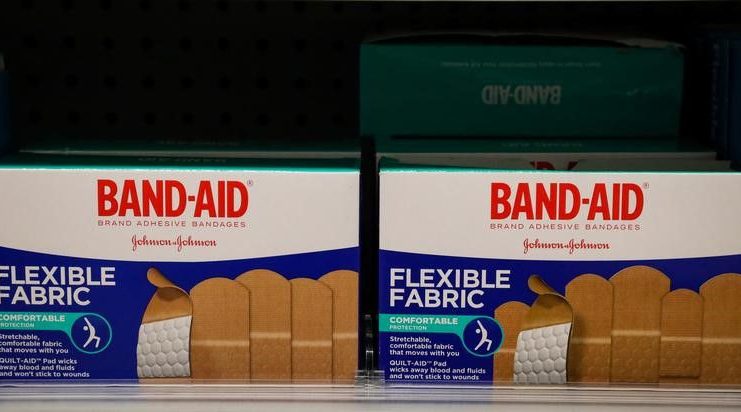 BAND-AID
BAND-AID®
BRAND ADHESIVE BANDAGES
Johnson & Johnson
FLEXIBLE
FABRIC
COMFORTABLE
PROTECTION
Stretchable,
comfortable fabric
that moves with you
QUILT-AID™ Pad
wicks away blood and fluids
and won't stick to wounds
BAND-AID®
BRAND ADHESIVE BANDAGES
Johnson & Johnson
FLEXIBLE
FABRIC
COMFORTABLE
PROTECTION
Stretchable,
comfortable fabric
that moves with you
QUILT-AID™ Pad
wicks away blood and fluids
and won't stick to wounds